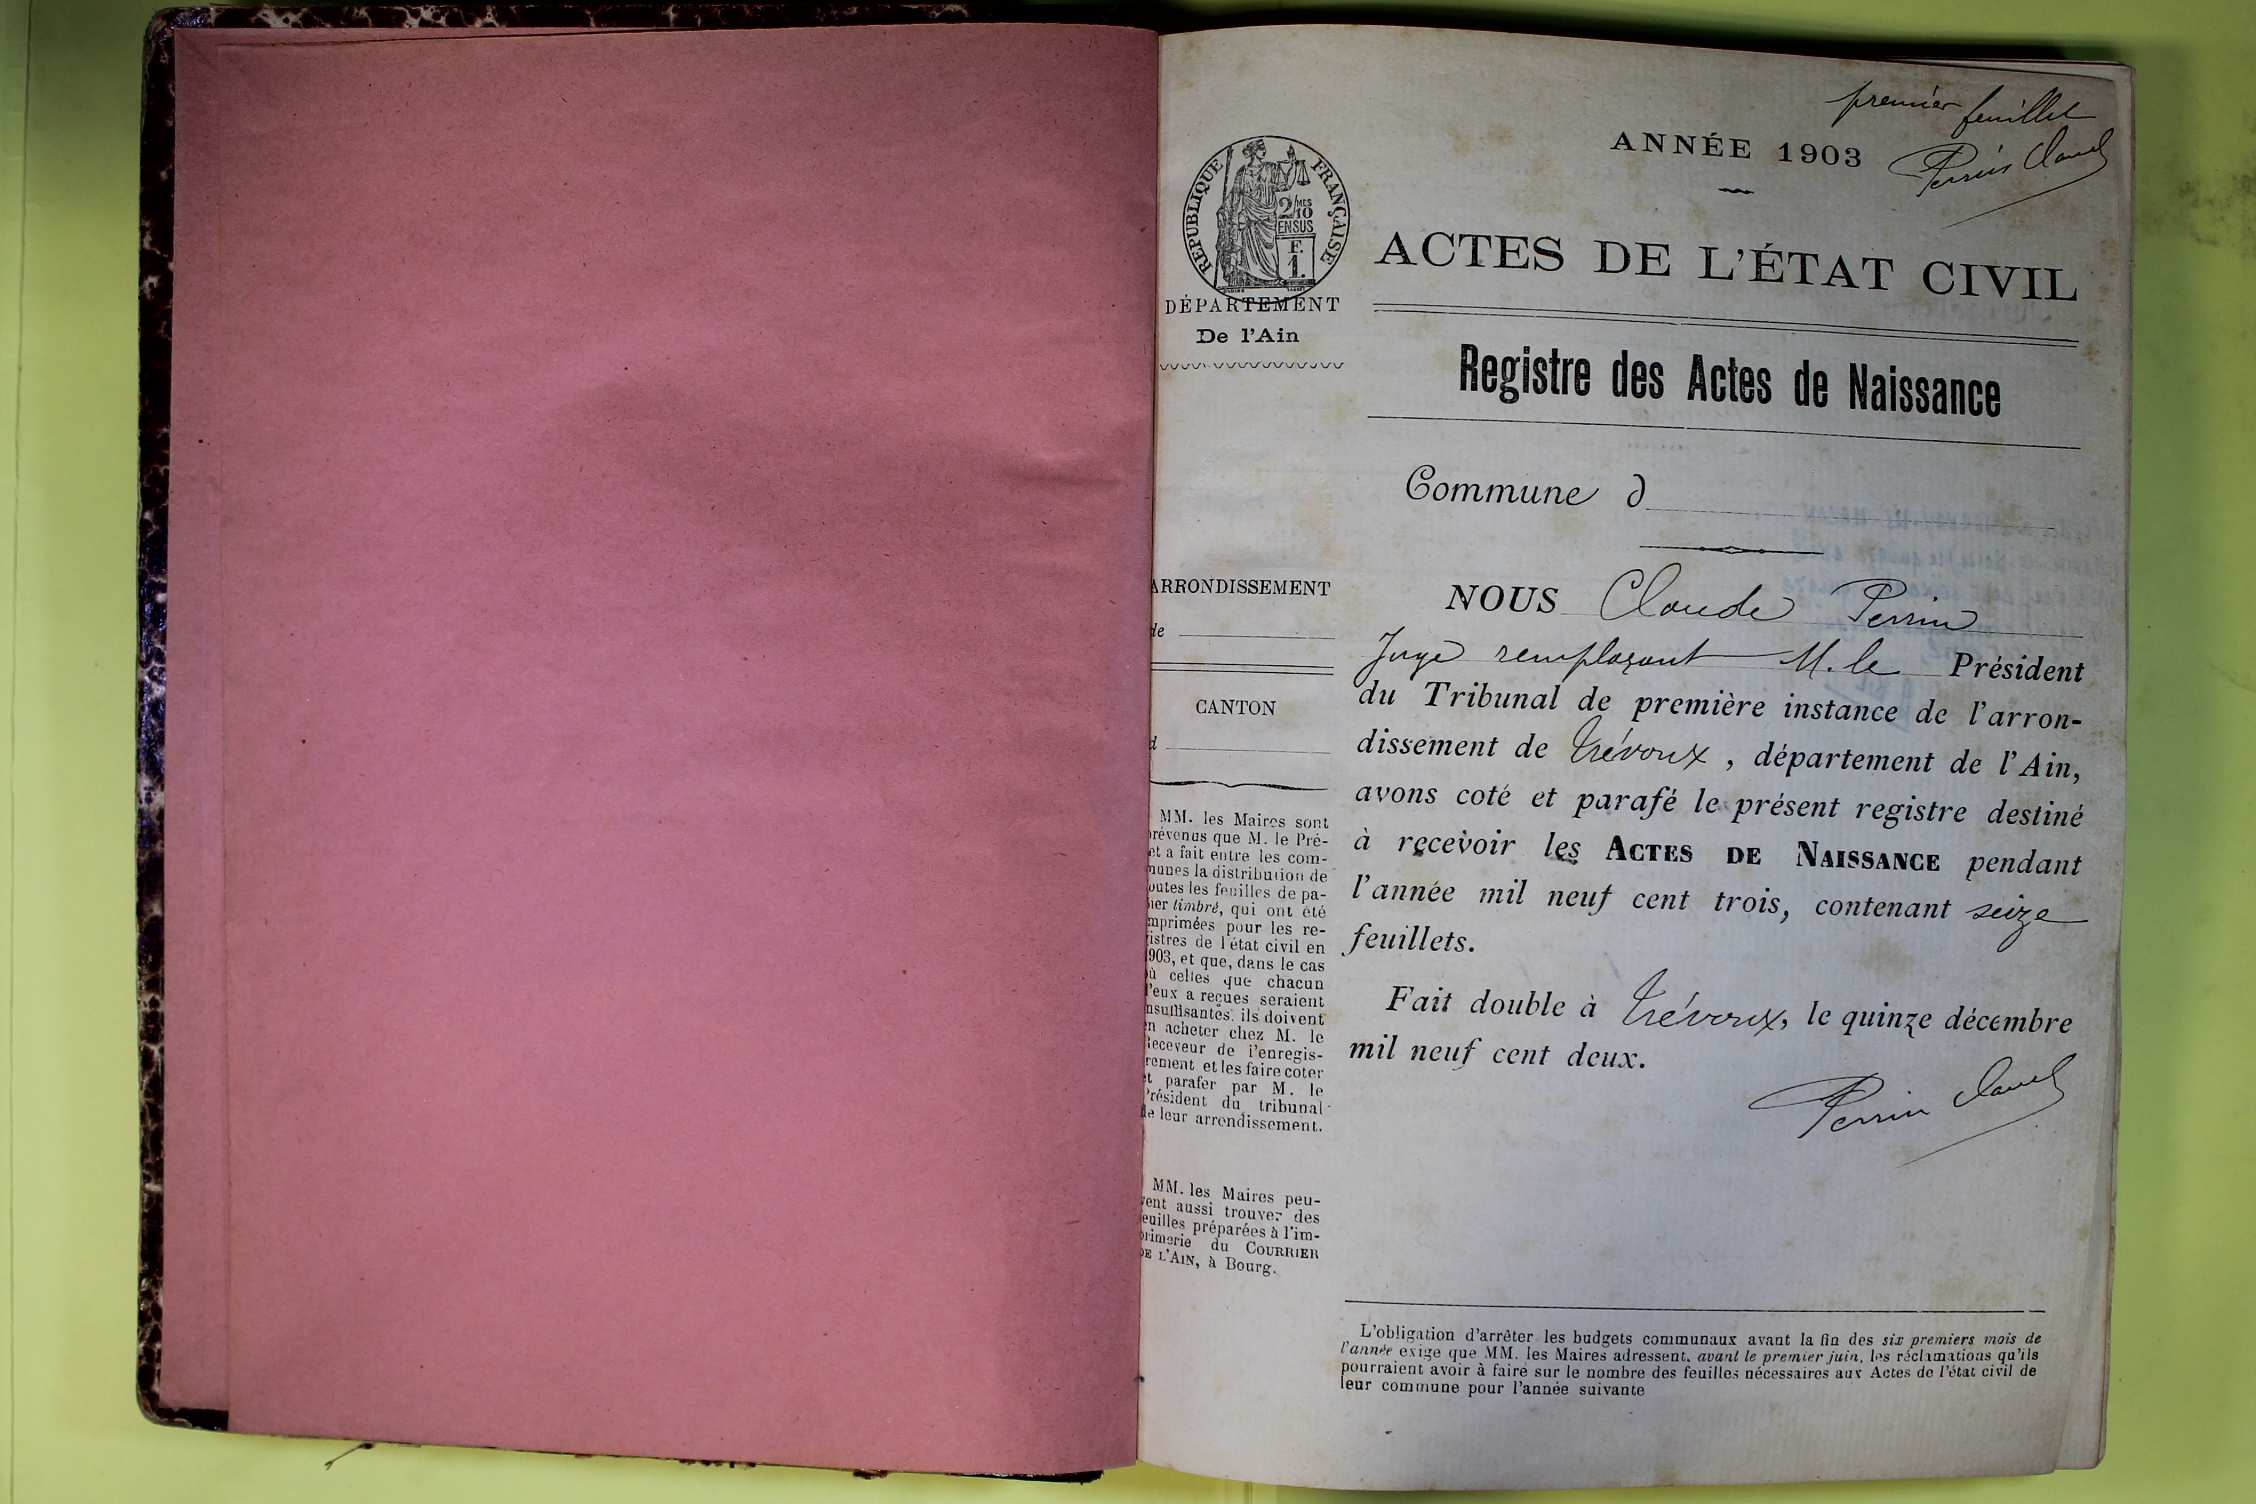 premier feuillet
ANNÉE 1903
Perrin Claude
RÉPUBLIQUE FRANÇAISE
2/10 MES
EN SUS
F.
1.
DÉPARTEMENT
De l'Ain
ACTES DE L'ÉTAT CIVIL
Registre des Actes de Naissance
Commune d
ARRONDISSEMENT
de
CANTON
d
MM. les Maires sont
prévenus que M. le Pré-
et a fait entre les com-
munes la distribution de
toutes les feuilles de pa-
pier timbré, qui ont été
imprimées pour les re-
gistres de l'état civil en
1903, et que, dans le cas
où celles que chacun
d'eux a reçues seraient
insuffisantes, ils doivent
en acheter chez M. le
Receveur de l'enregis-
trement et les faire coter
et parafer par M. le
Président du tribunal
de leur arrondissement.
MM. les Maires peu-
vent aussi trouver des
feuilles préparées à l'im-
primerie du COURRIER
DE L'AIN, à Bourg.
NOUS Claude Perrin
Juge remplaçant M. le Président
du Tribunal de première instance de l'arron-
dissement de Trévoux, département de l'Ain,
avons coté et parafé le présent registre destiné
à recevoir les ACTES DE NAISSANCE pendant
l'année mil neuf cent trois, contenant seize
feuillets.
Fait double à Trévoux, le quinze décembre
mil neuf cent deux.
Perrin Claude
L'obligation d'arrêter les budgets communaux avant la fin des six premiers mois de
l'année exige que MM. les Maires adressent, avant le premier juin, les réclamations qu'ils
pourraient avoir à faire sur le nombre des feuilles nécessaires aux Actes de l'état civil de
leur commune pour l'année suivante